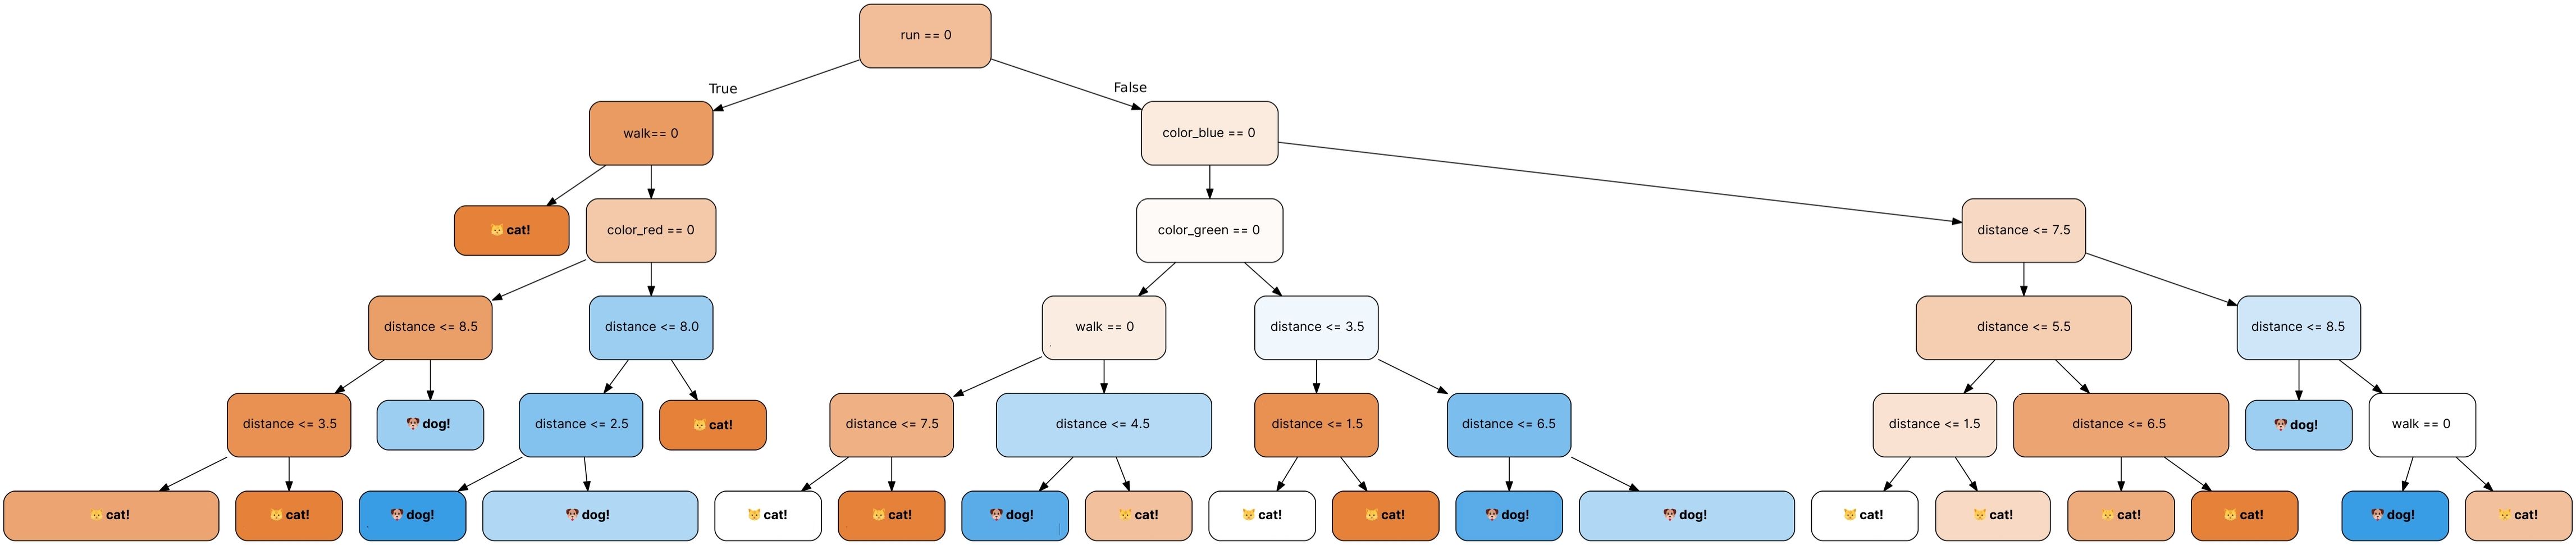 run == 0
True
False
walk== 0
color_blue == 0
cat!
color_red == 0
color_green == 0
distance <= 7.5
distance <= 8.5
distance <= 8.0
walk == 0
distance <= 3.5
distance <= 5.5
distance <= 8.5
distance <= 3.5
dog!
distance <= 2.5
cat!
distance <= 7.5
distance <= 4.5
distance <= 1.5
distance <= 6.5
distance <= 1.5
distance <= 6.5
dog!
walk == 0
cat!
cat!
dog!
dog!
cat!
cat!
dog!
cat!
cat!
cat!
dog!
dog!
cat!
cat!
cat!
cat!
dog!
cat!